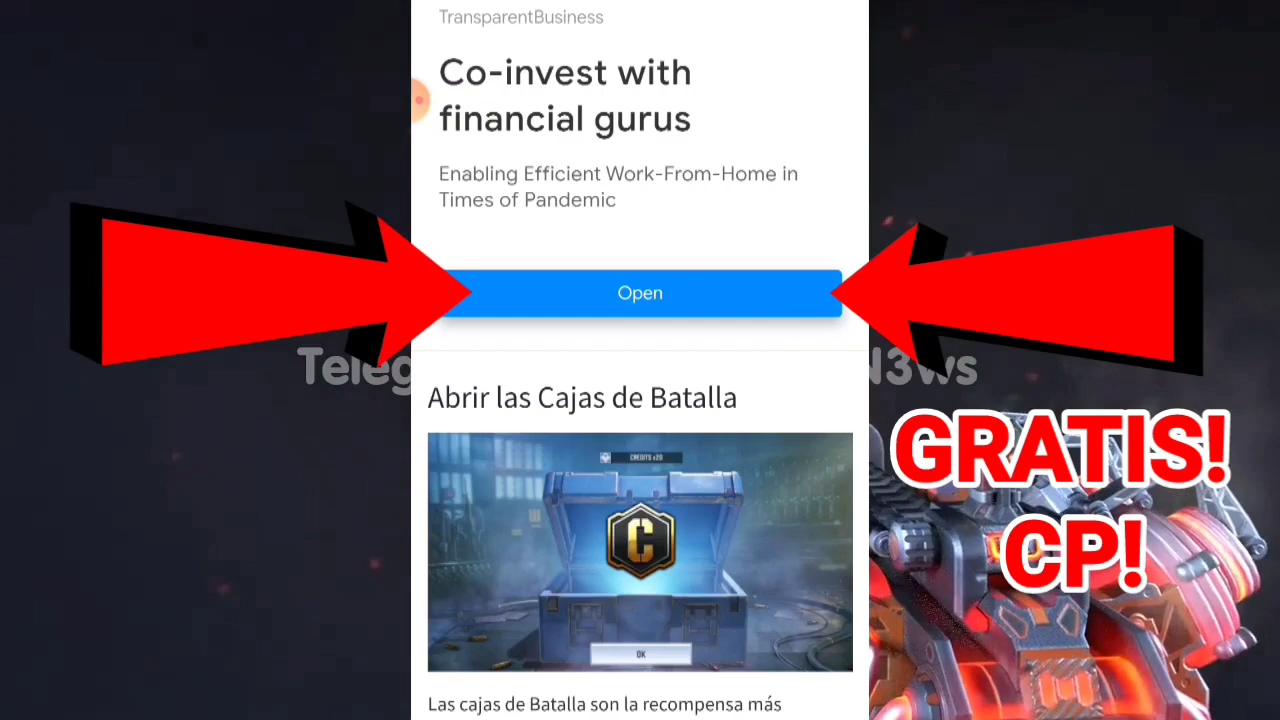 TransparentBusiness
Co-invest with
financial gurus
Enabling Efficient Work-From-Home in
Times of Pandemic
Open
Abrir las Cajas de Batalla
CREDITS x20
C
OK
Las cajas de Batalla son la recompensa más
GRATIS!
CP!